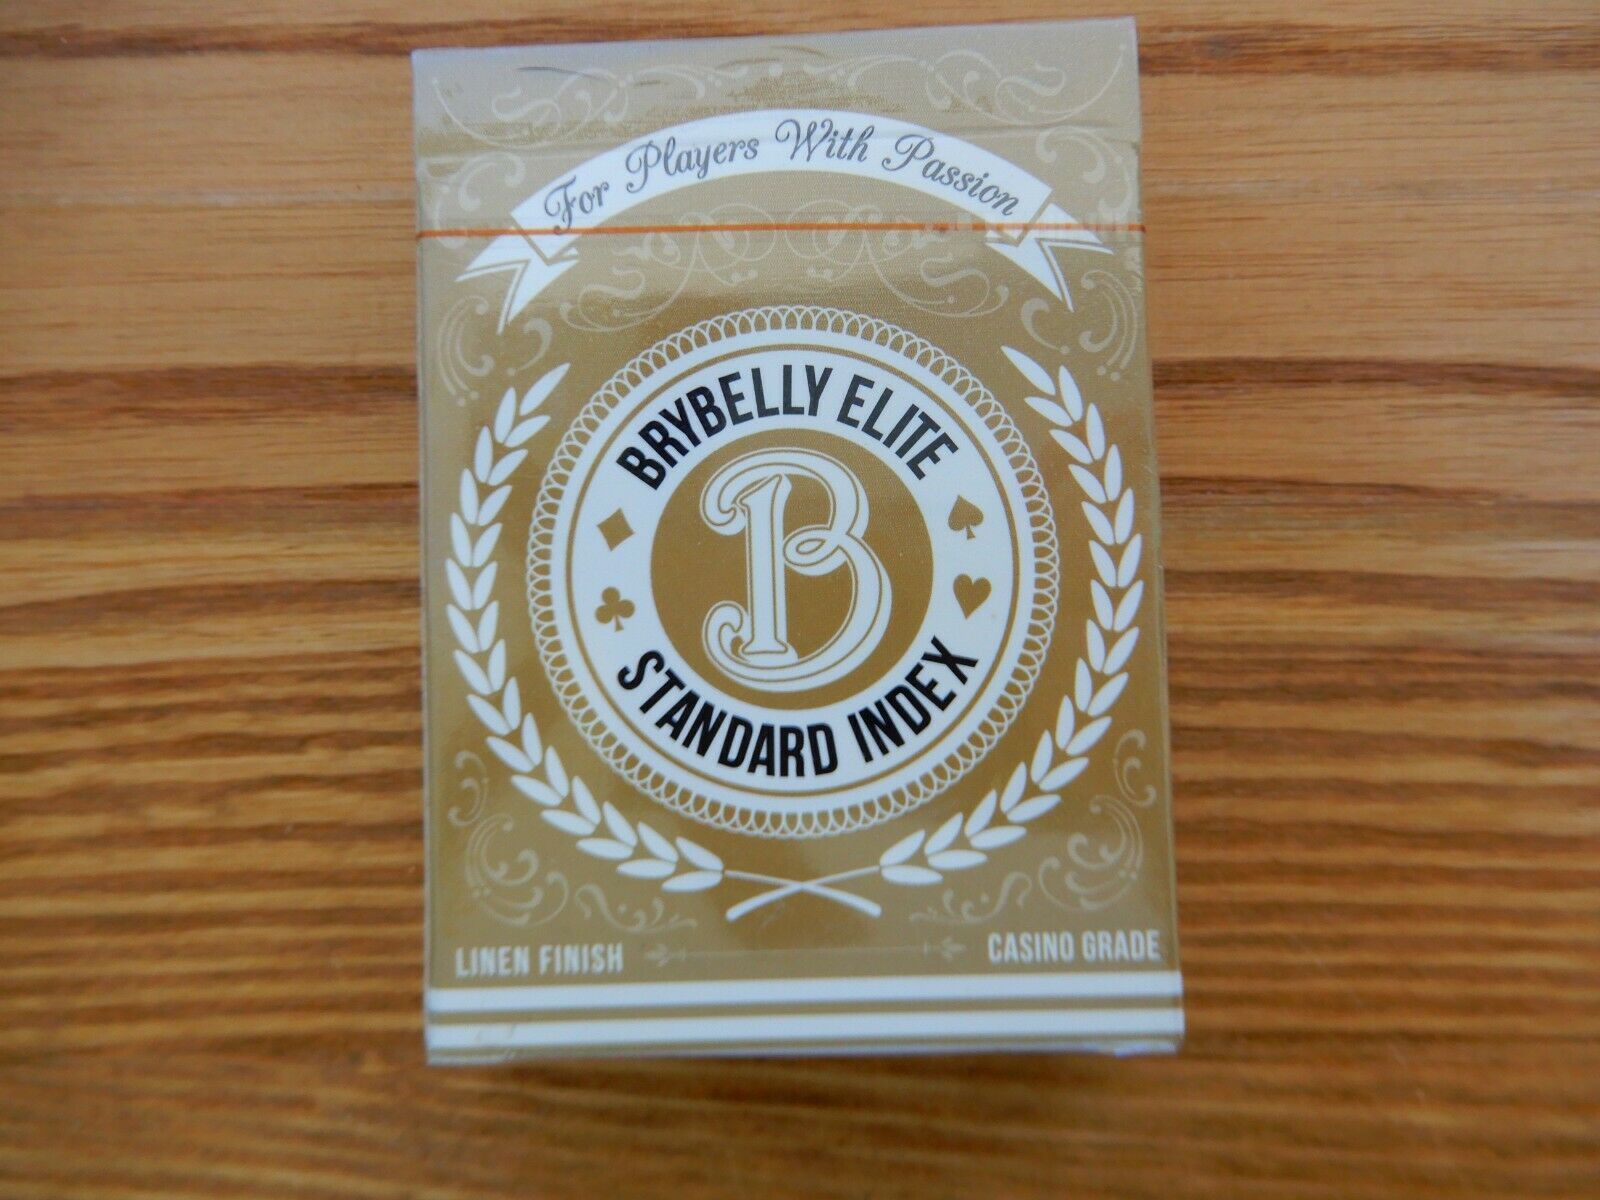 For Players With Passion
BRYBELLY ELITE
B
STANDARD INDEX
LINEN FINISH
CASINO GRADE